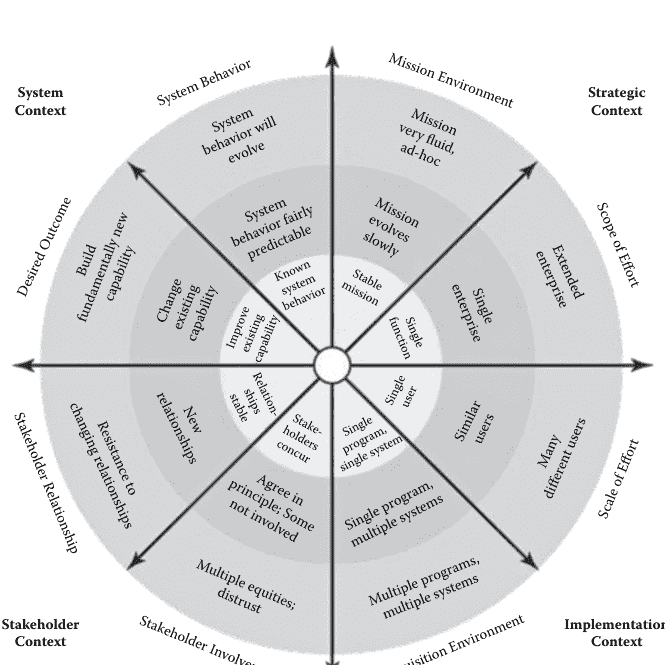 System
Context
System Behavior
Mission Environment
Strategic
Context
System
behavior will
evolve
Mission
very fluid,
ad-hoc
Desired Outcome
Build
fundamentally new
capability
System
behavior fairly
predictable
Mission
evolves
slowly
Extended
enterprise
Scope of Effort
Change
existing
capability
Known
system
behavior
Stable
mission
Single
enterprise
Improve
existing
capability
Single
function
Stakeholder Relationship
Resistance to
changing relationships
New
relationships
Relation-
ships
stable
Stake-
holders
concur
Single
program,
single system
Single
user
Similar
users
Many
different users
Scale of Effort
Agree in
principle; Some
not involved
Single program,
multiple systems
Multiple equities;
distrust
Multiple programs,
multiple systems
Stakeholder
Context
Stakeholder
Environment
Implementation
Context